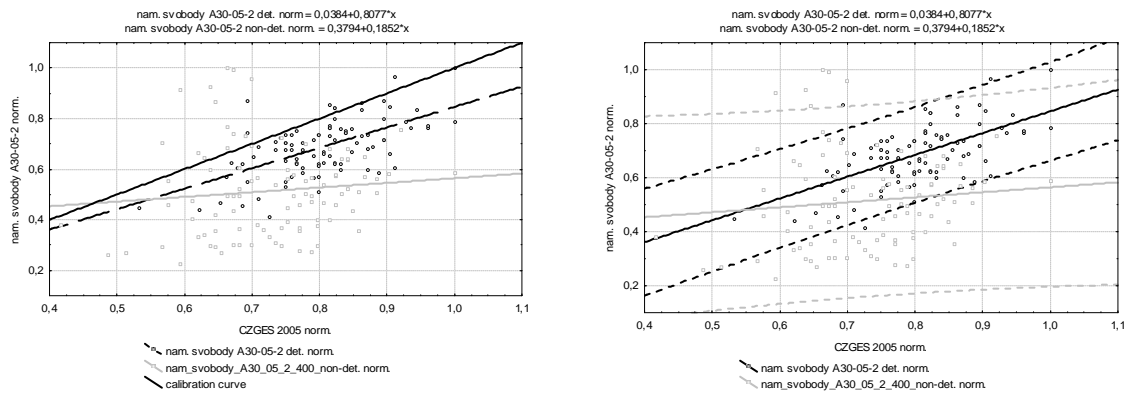 nam. svobody A30-05-2 det. norm = 0,0384+0,8077*x
nam. svobody A30-05-2 non-det. norm. = 0,3794+0,1852*x
nam. svobody A30-05-2 norm.
1,0
0,8
0,6
0,4
0,2
0,4 0,5 0,6 0,7 0,8 0,9 1,0 1,1
CZGES 2005 norm.
nam. svobody A30-05-2 det. norm.
nam_svobody_A30_05_2_400_non-det. norm.
calibration curve
nam. svobody A30-05-2 det. norm = 0,0384+0,8077*x
nam. svobody A30-05-2 non-det. norm. = 0,3794+0,1852*x
nam. svobody A30-05-2 norm.
1,0
0,8
0,6
0,4
0,2
0,4 0,5 0,6 0,7 0,8 0,9 1,0 1,1
CZGES 2005 norm.
nam. svobody A30-05-2 det. norm.
nam_svobody_A30_05_2_400_non-det. norm.